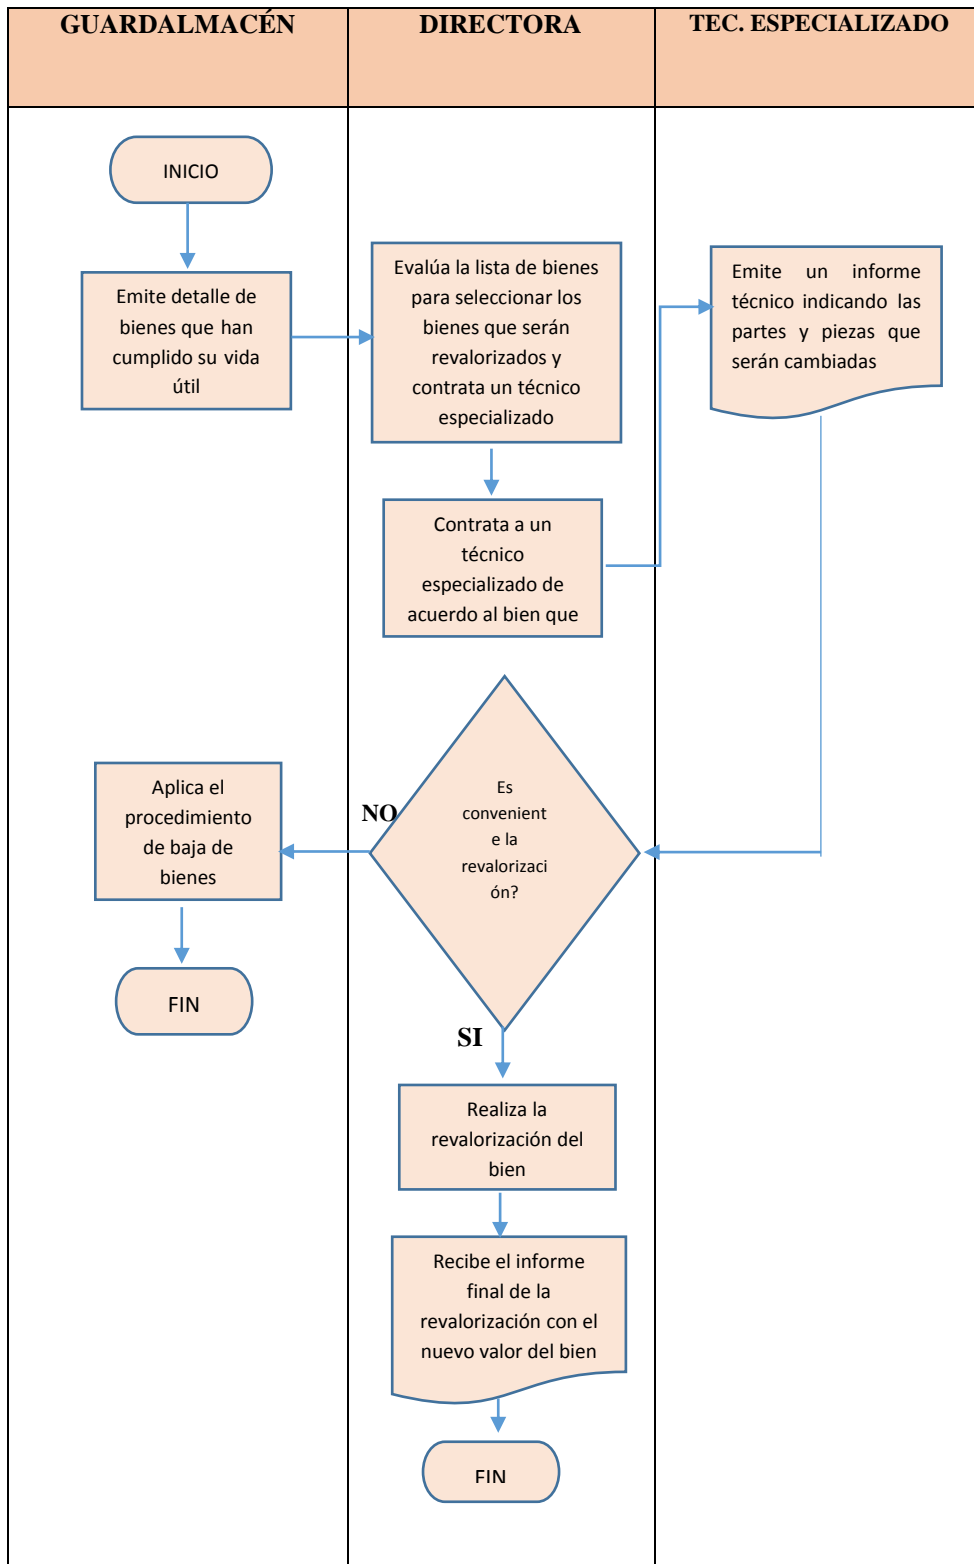 GUARDALMACÉN
DIRECTORA
TEC. ESPECIALIZADO
INICIO
Emite detalle de
bienes que han
cumplido su vida
útil
Evalúa la lista de bienes
para seleccionar los
bienes que serán
revalorizados y
contrata un técnico
especializado
Emite un informe
técnico indicando las
partes y piezas que
serán cambiadas
Contrata a un
técnico
especializado de
acuerdo al bien que
Es
convenient
e la
revalorizaci
ón?
NO
Aplica el
procedimiento
de baja de
bienes
FIN
SI
Realiza la
revalorización del
bien
Recibe el informe
final de la
revalorización con el
nuevo valor del bien
FIN